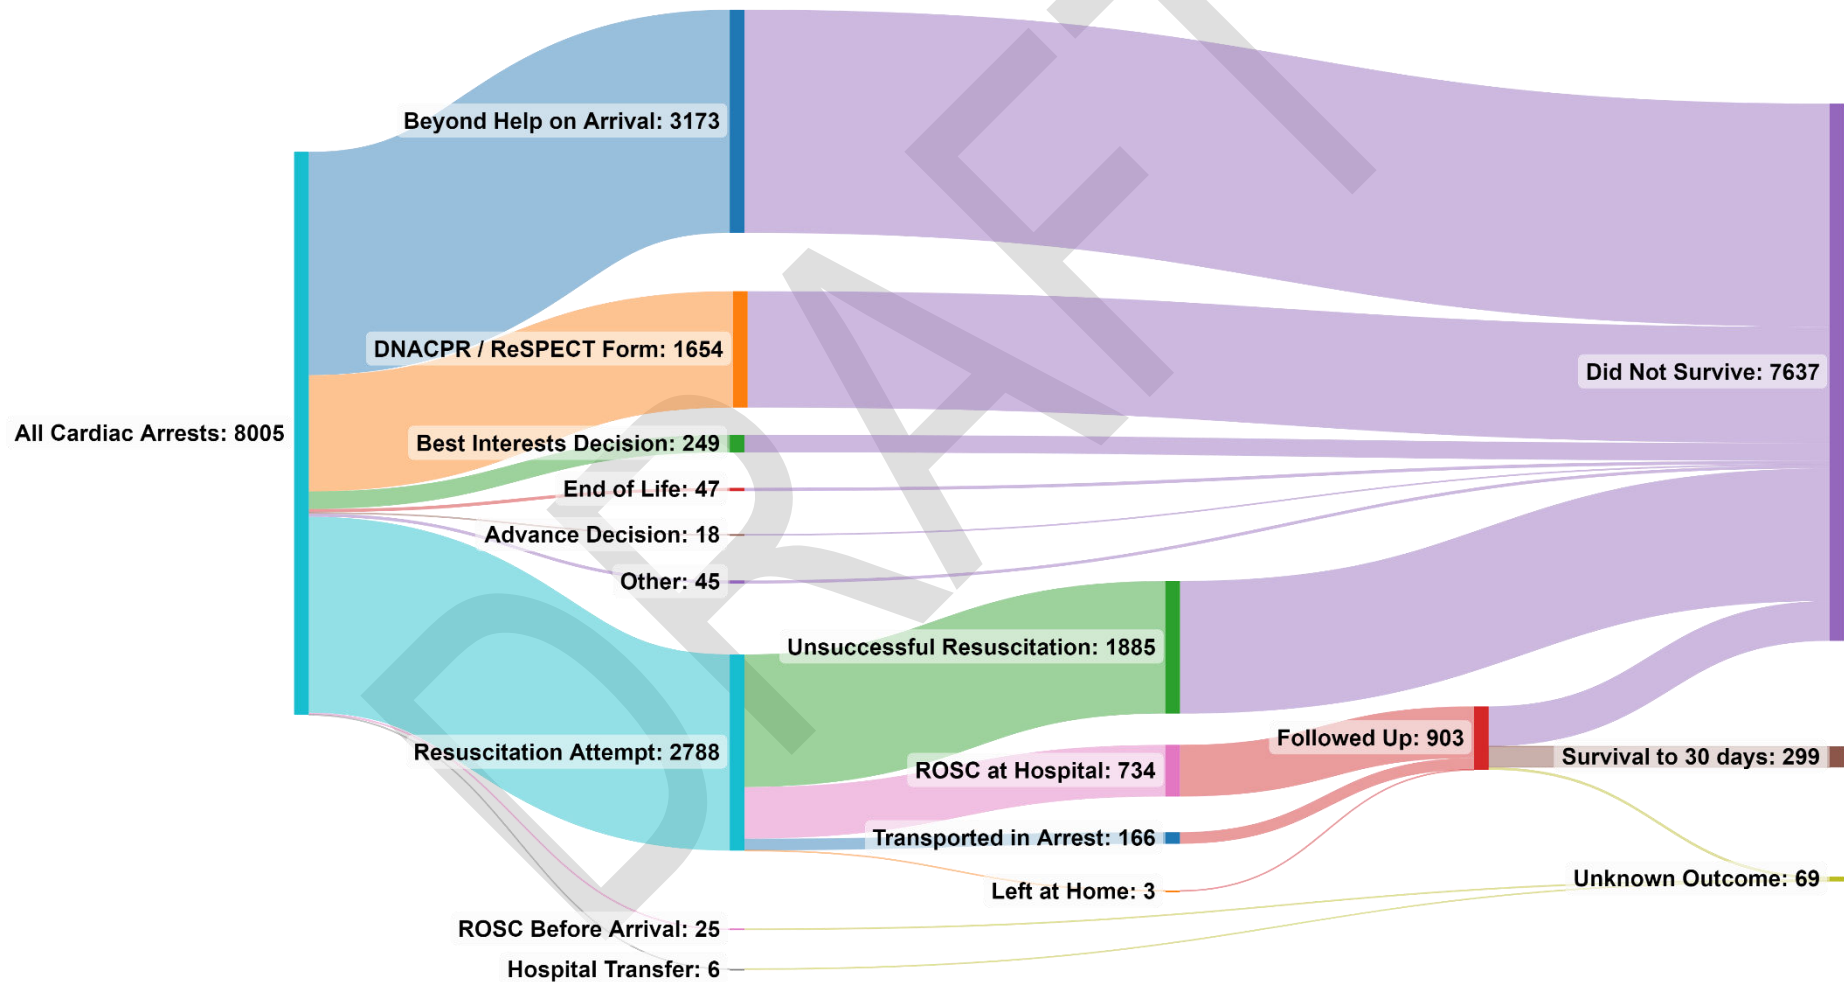 Beyond Help on Arrival: 3173
DNACPR / ReSPECT Form: 1654
Did Not Survive: 7637
All Cardiac Arrests: 8005
Best Interests Decision: 249
End of Life: 47
Advance Decision: 18
Other: 45
Unsuccessful Resuscitation: 1885
Followed Up: 903
Resuscitation Attempt: 2788
Survival to 30 days: 299
ROSC at Hospital: 734
Transported in Arrest: 166
Unknown Outcome: 69
Left at Home: 3
ROSC Before Arrival: 25
Hospital Transfer: 6
DRAFT